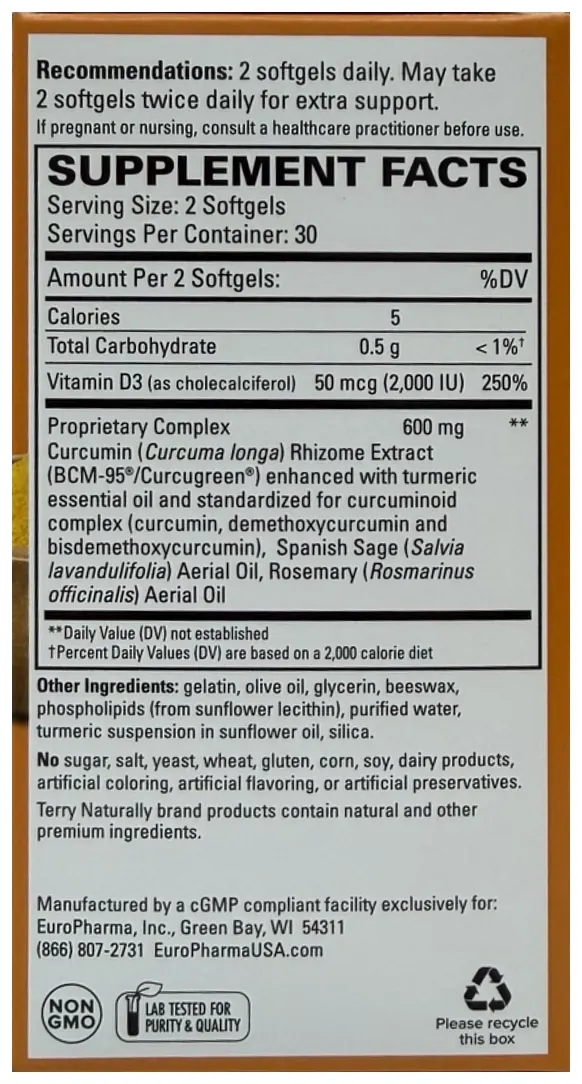 Recommendations: 2 softgels daily. May take
2 softgels twice daily for extra support.
If pregnant or nursing, consult a healthcare practitioner before use.
SUPPLEMENT FACTS
Serving Size: 2 Softgels
Servings Per Container: 30
Amount Per 2 Softgels: %DV
Calories 5
Total Carbohydrate 0.5 g < 1%†
Vitamin D3 (as cholecalciferol) 50 mcg (2,000 IU) 250%
Proprietary Complex 600 mg **
Curcumin (Curcuma longa) Rhizome Extract
(BCM-95®/Curcugreen®) enhanced with turmeric
essential oil and standardized for curcuminoid
complex (curcumin, demethoxycurcumin and
bisdemethoxycurcumin), Spanish Sage (Salvia
lavandulifolia) Aerial Oil, Rosemary (Rosmarinus
officinalis) Aerial Oil
**Daily Value (DV) not established
†Percent Daily Values (DV) are based on a 2,000 calorie diet
Other Ingredients: gelatin, olive oil, glycerin, beeswax,
phospholipids (from sunflower lecithin), purified water,
turmeric suspension in sunflower oil, silica.
No sugar, salt, yeast, wheat, gluten, corn, soy, dairy products,
artificial coloring, artificial flavoring, or artificial preservatives.
Terry Naturally brand products contain natural and other
premium ingredients.
Manufactured by a cGMP compliant facility exclusively for:
EuroPharma, Inc., Green Bay, WI 54311
(866) 807-2731 EuroPharmaUSA.com
NON
GMO
LAB TESTED FOR
PURITY & QUALITY
Please recycle
this box